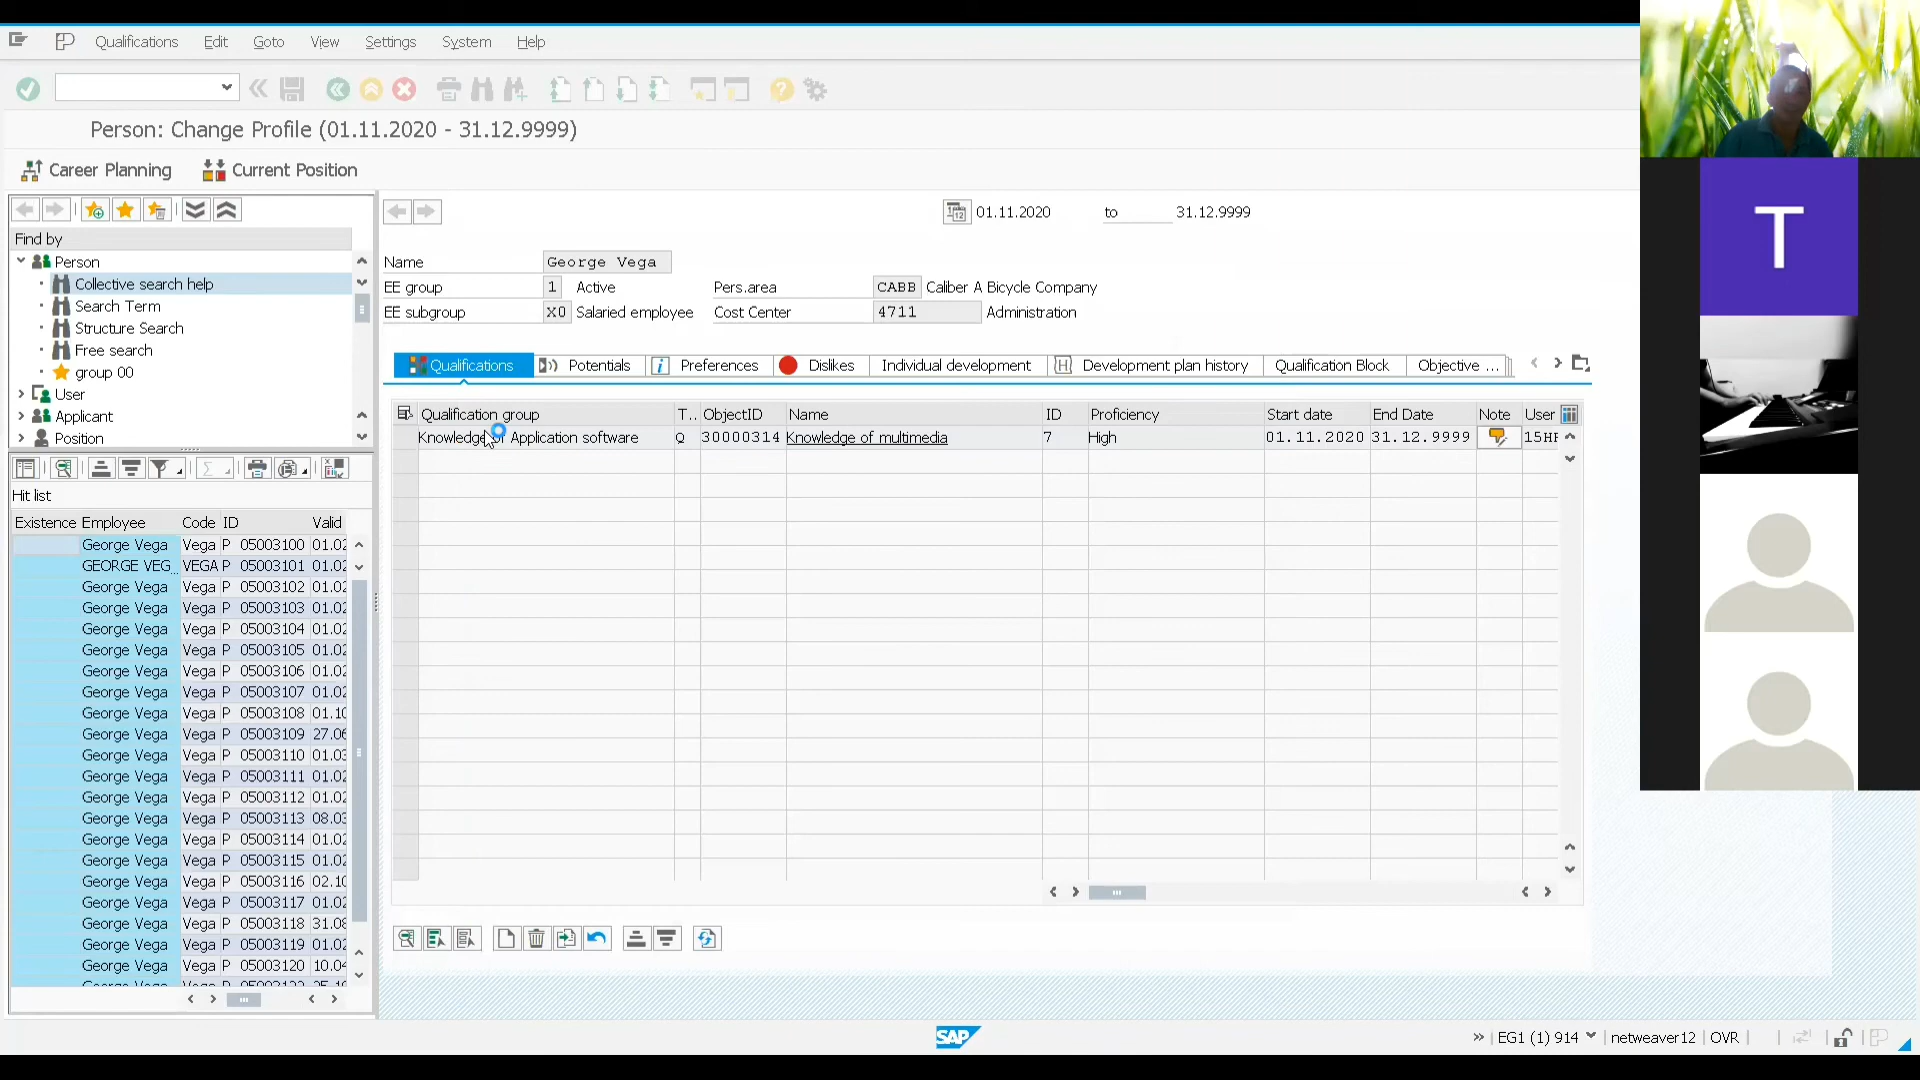 Qualifications Edit Goto View Settings System Help
Person: Change Profile (01.11.2020 - 31.12.9999)
Career Planning Current Position
Find by
Person
Collective search help
Search Term
Structure Search
Free search
group 00
User
Applicant
Position
Hit list
Existence Employee Code ID Valid
George Vega Vega P 05003100 01.02
GEORGE VEG... VEGA P 05003101 01.02
George Vega Vega P 05003102 01.02
George Vega Vega P 05003103 01.02
George Vega Vega P 05003104 01.02
George Vega Vega P 05003105 01.02
George Vega Vega P 05003106 01.02
George Vega Vega P 05003107 01.02
George Vega Vega P 05003108 01.10
George Vega Vega P 05003109 27.06
George Vega Vega P 05003110 01.03
George Vega Vega P 05003111 01.02
George Vega Vega P 05003112 01.02
George Vega Vega P 05003113 08.03
George Vega Vega P 05003114 01.02
George Vega Vega P 05003115 01.02
George Vega Vega P 05003116 02.10
George Vega Vega P 05003117 01.02
George Vega Vega P 05003118 31.08
George Vega Vega P 05003119 01.02
George Vega Vega P 05003120 10.04
01.11.2020 to 31.12.9999
Name George Vega
EE group 1 Active Pers.area CABB Caliber A Bicycle Company
EE subgroup X0 Salaried employee Cost Center 4711 Administration
Qualifications Potentials Preferences Dislikes Individual development Development plan history Qualification Block Objective ...
Qualification group T.. ObjectID Name ID Proficiency Start date End Date Note User
Knowledge of Application software Q 30000314 Knowledge of multimedia 7 High 01.11.2020 31.12.9999 15HR
T
SAP
EG1 (1) 914 netweaver12 OVR